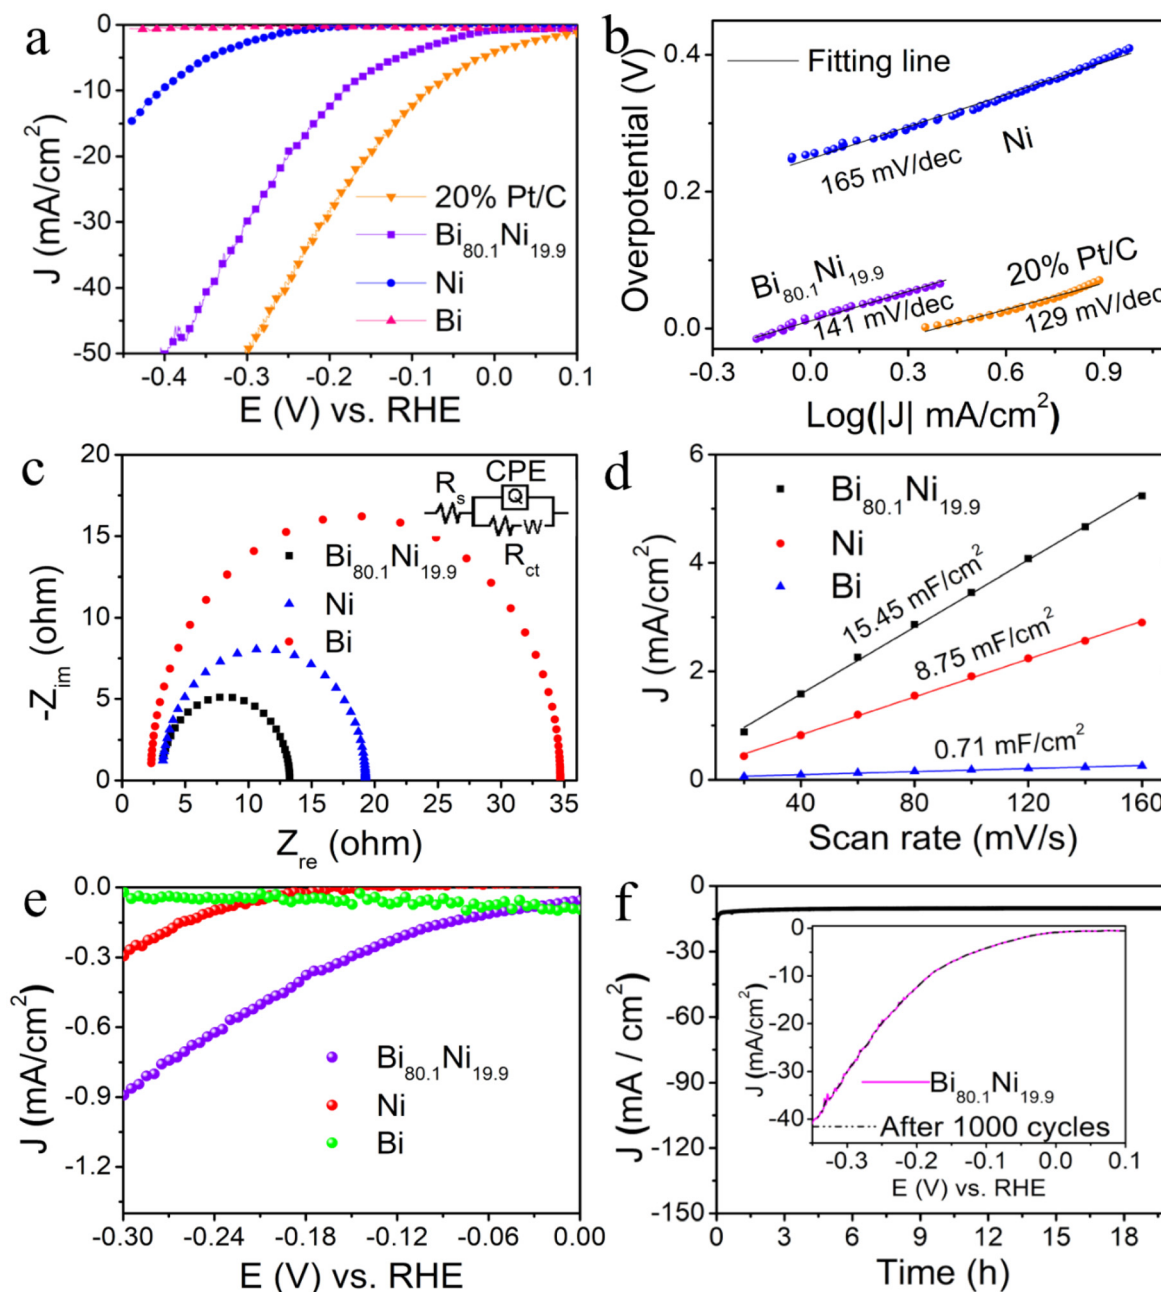 a
0
-10
-20
-30
-40
-50
J (mA/cm²)
20% Pt/C
Bi80.1Ni19.9
Ni
Bi
-0.4 -0.3 -0.2 -0.1 0.0 0.1
E (V) vs. RHE
b
0.4
0.2
0.0
Overpotential (V)
Fitting line
Ni
165 mV/dec
Bi80.1Ni19.9
141 mV/dec
20% Pt/C
129 mV/dec
-0.3 0.0 0.3 0.6 0.9
Log(|J| mA/cm²)
c
20
15
10
5
0
-Zim (ohm)
Rs
CPE
Q
W
Rct
Bi80.1Ni19.9
Ni
Bi
0 5 10 15 20 25 30 35
Zre (ohm)
d
6
4
2
0
J (mA/cm²)
Bi80.1Ni19.9
Ni
Bi
15.45 mF/cm²
8.75 mF/cm²
0.71 mF/cm²
40 80 120 160
Scan rate (mV/s)
e
0.0
-0.3
-0.6
-0.9
-1.2
J (mA/cm²)
Bi80.1Ni19.9
Ni
Bi
-0.30 -0.24 -0.18 -0.12 -0.06 0.00
E (V) vs. RHE
f
0
-30
-60
-90
-120
-150
J (mA / cm²)
0
-10
-20
-30
-40
J (mA/cm²)
Bi80.1Ni19.9
After 1000 cycles
-0.3 -0.2 -0.1 0.0 0.1
E (V) vs. RHE
0 3 6 9 12 15 18
Time (h)